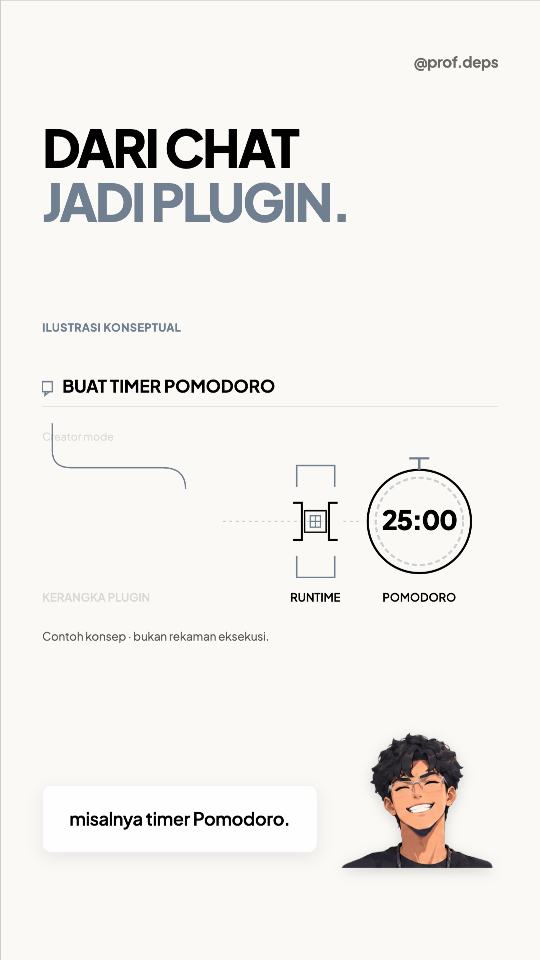 @prof.deps
DARI CHAT
JADI PLUGIN.
ILUSTRASI KONSEPTUAL
BUAT TIMER POMODORO
Creator mode
25:00
KERANGKA PLUGIN
RUNTIME
POMODORO
Contoh konsep · bukan rekaman eksekusi.
misalnya timer Pomodoro.